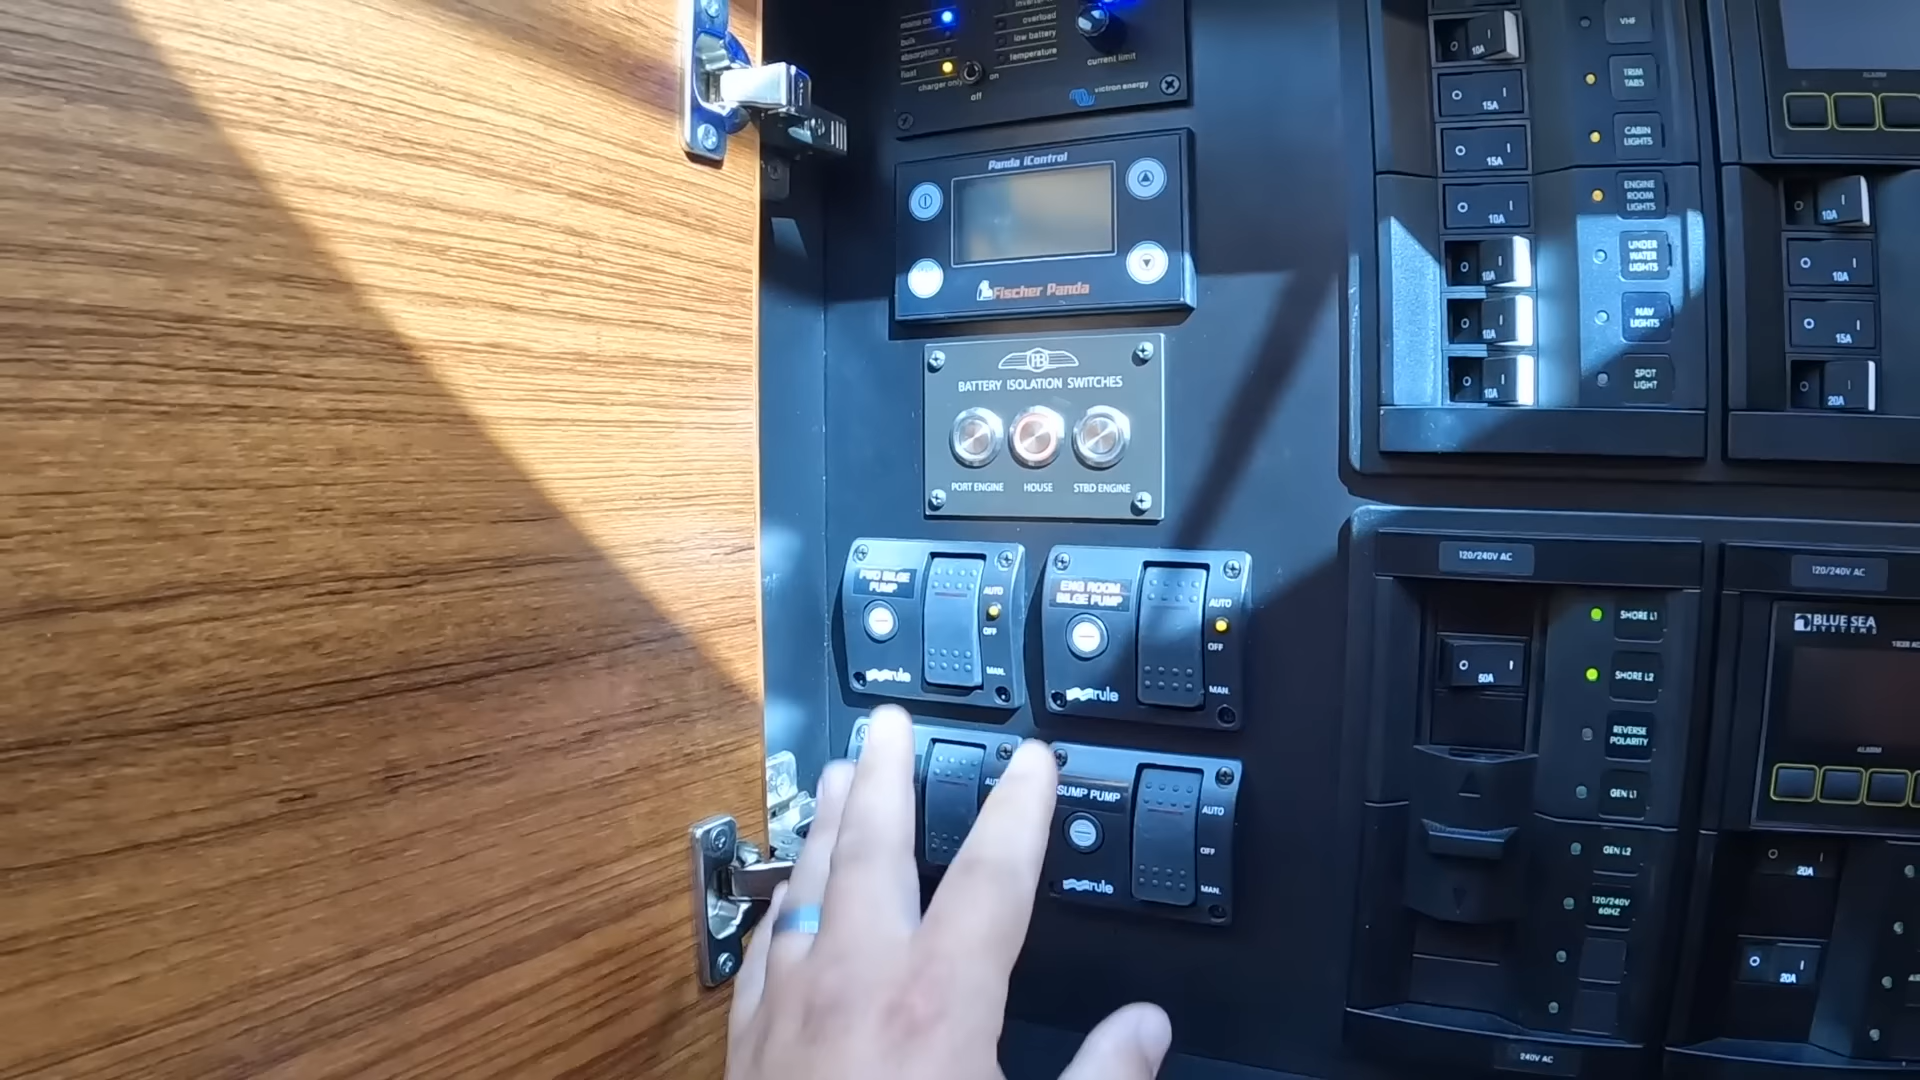 mains on
bulk
absorption
float
inverter
overload
low battery
temperature
charger only
on
off
current limit
victron energy
Panda iControl
Fischer Panda
BATTERY ISOLATION SWITCHES
PORT ENGINE
HOUSE
STBD ENGINE
FWD BILGE
PUMP
AUTO
OFF
MAN.
rule
ENG ROOM
BILGE PUMP
AUTO
OFF
MAN.
rule
SUMP PUMP
AUTO
OFF
MAN.
rule
10A
15A
15A
10A
10A
10A
10A
VHF
TRIM
TABS
CABIN
LIGHTS
ENGINE
ROOM
LIGHTS
UNDER
WATER
LIGHTS
NAV
LIGHTS
SPOT
LIGHT
ALARM
10A
10A
15A
20A
120/240V AC
50A
SHORE L1
SHORE L2
REVERSE
POLARITY
GEN L1
GEN L2
120/240V
60HZ
240V AC
120/240V AC
BLUE SEA
SYSTEMS
ALARM
20A
20A